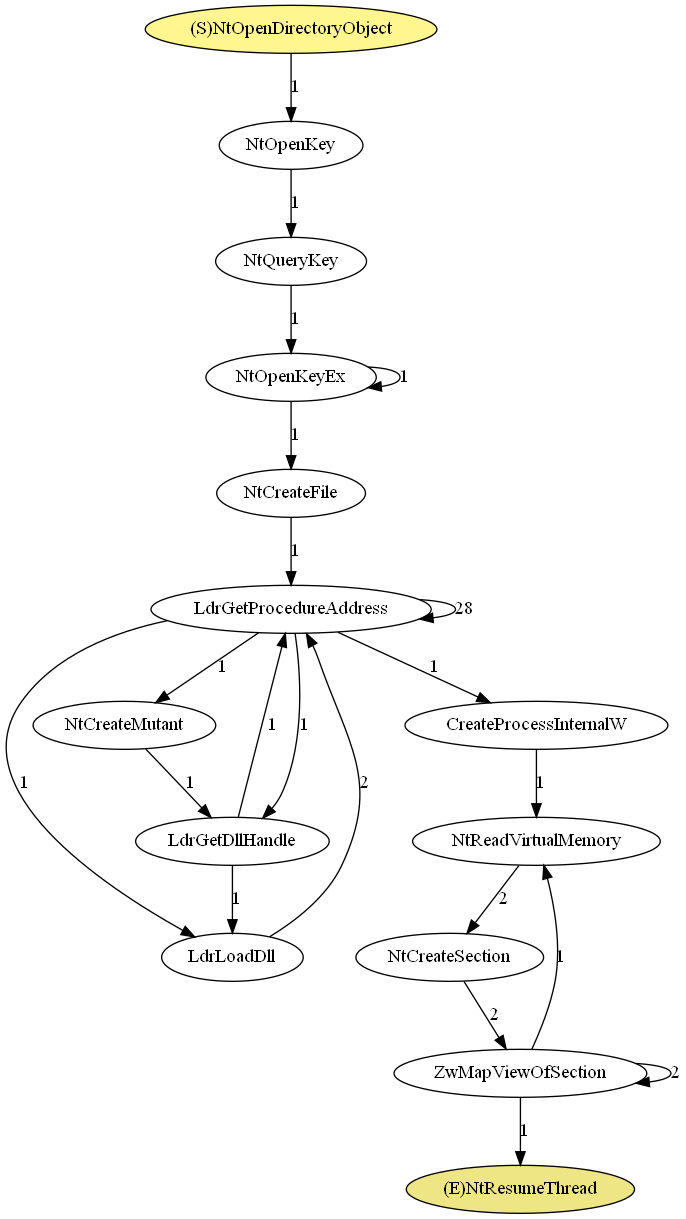 (S)NtOpenDirectoryObject
1
NtOpenKey
1
NtQueryKey
1
NtOpenKeyEx
1
1
NtCreateFile
1
LdrGetProcedureAddress
28
1
1
NtCreateMutant
CreateProcessInternalW
1
1
1
1
1
2
1
LdrGetDllHandle
NtReadVirtualMemory
1
2
LdrLoadDll
NtCreateSection
1
2
ZwMapViewOfSection
2
1
(E)NtResumeThread